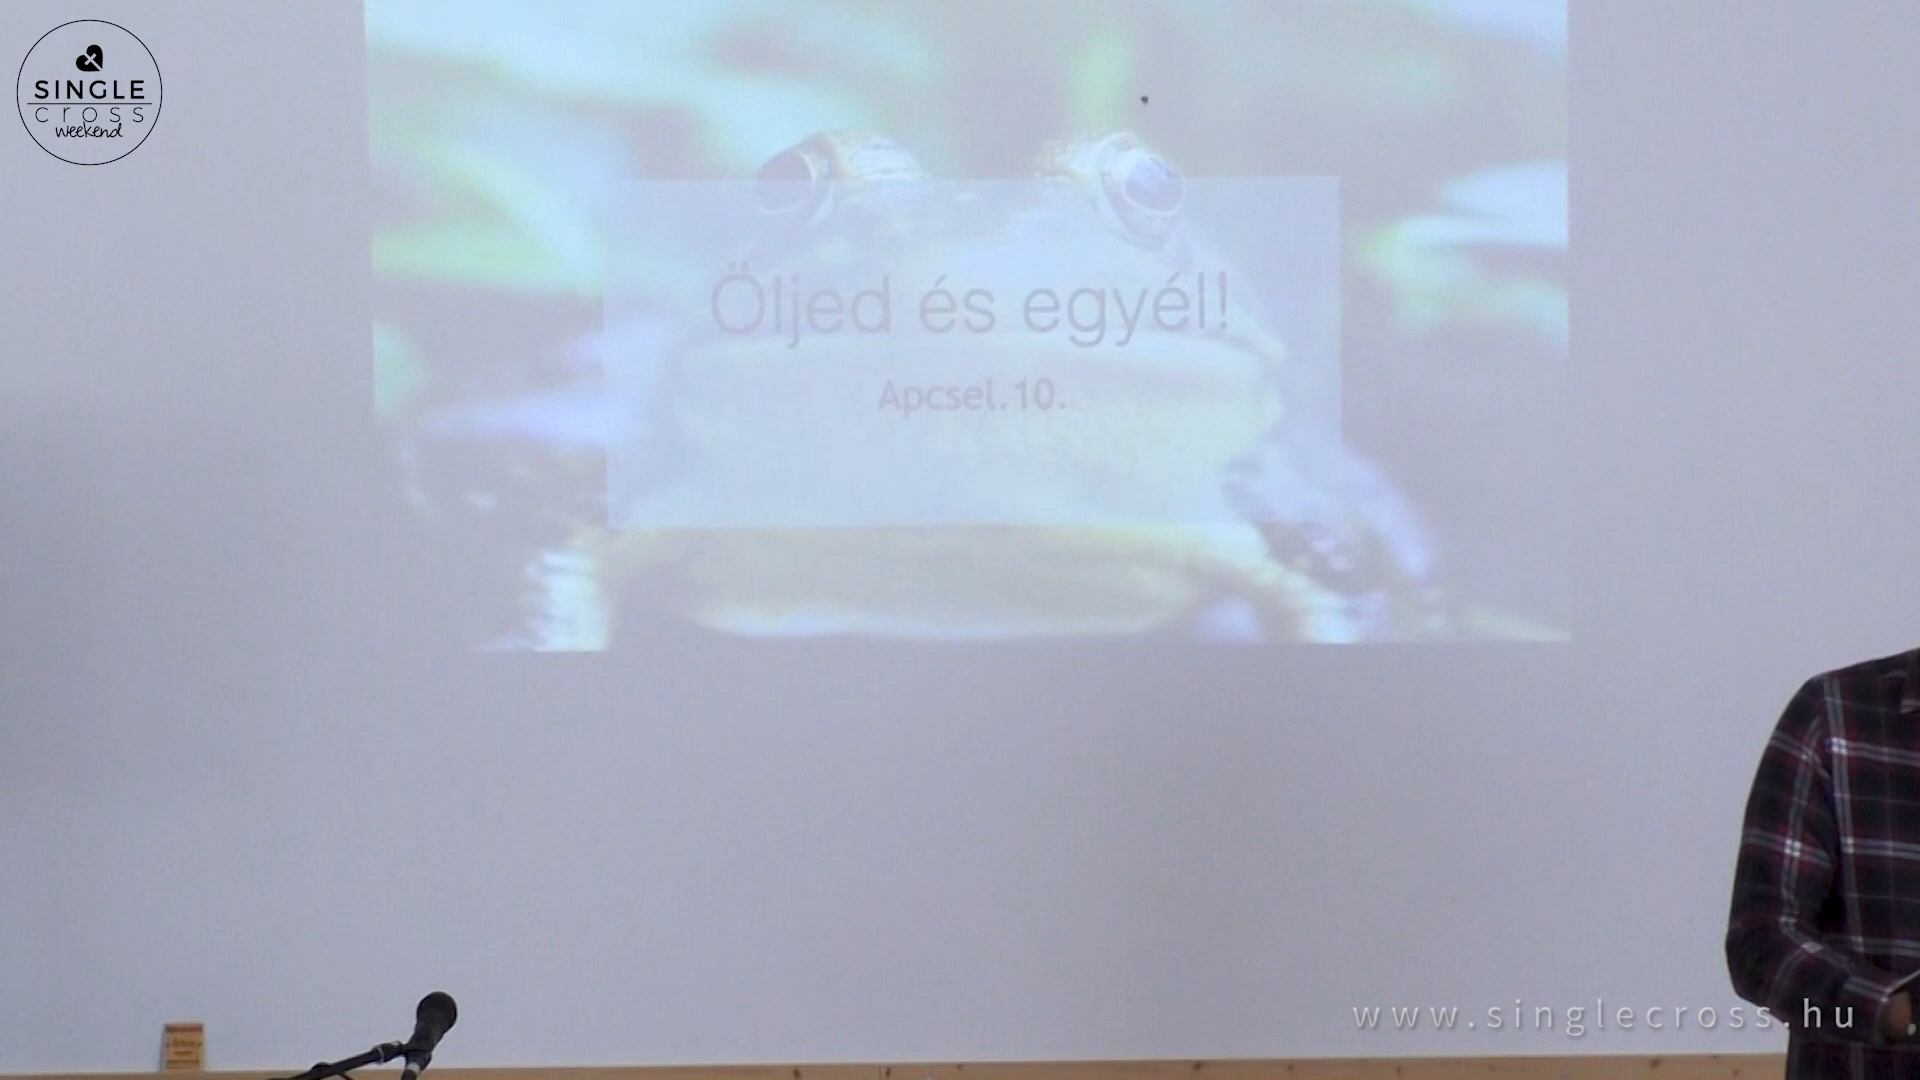 SINGLE
cross
weekend
Öljed és egyél!
Apcsel.10.
www.singlecross.hu